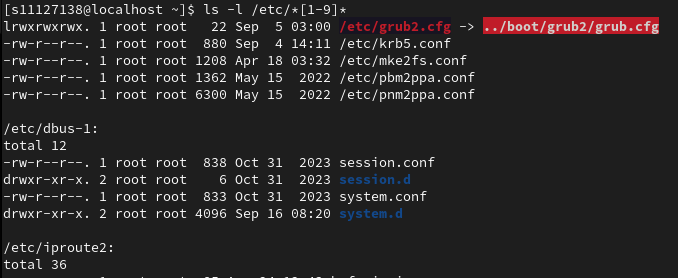 [s11127138@localhost ~]$ ls -l /etc/*[1-9]*
lrwxrwxrwx. 1 root root   22 Sep  5 03:00 /etc/grub2.cfg -> ../boot/grub2/grub.cfg
-rw-r--r--. 1 root root  880 Sep  4 14:11 /etc/krb5.conf
-rw-r--r--. 1 root root 1208 Apr 18 03:32 /etc/mke2fs.conf
-rw-r--r--. 1 root root 1362 May 15  2022 /etc/pbm2ppa.conf
-rw-r--r--. 1 root root 6300 May 15  2022 /etc/pnm2ppa.conf
/etc/dbus-1:
total 12
-rw-r--r--. 1 root root  838 Oct 31  2023 session.conf
drwxr-xr-x. 2 root root    6 Oct 31  2023 session.d
-rw-r--r--. 1 root root  833 Oct 31  2023 system.conf
drwxr-xr-x. 2 root root 4096 Sep 16 08:20 system.d
/etc/iproute2:
total 36